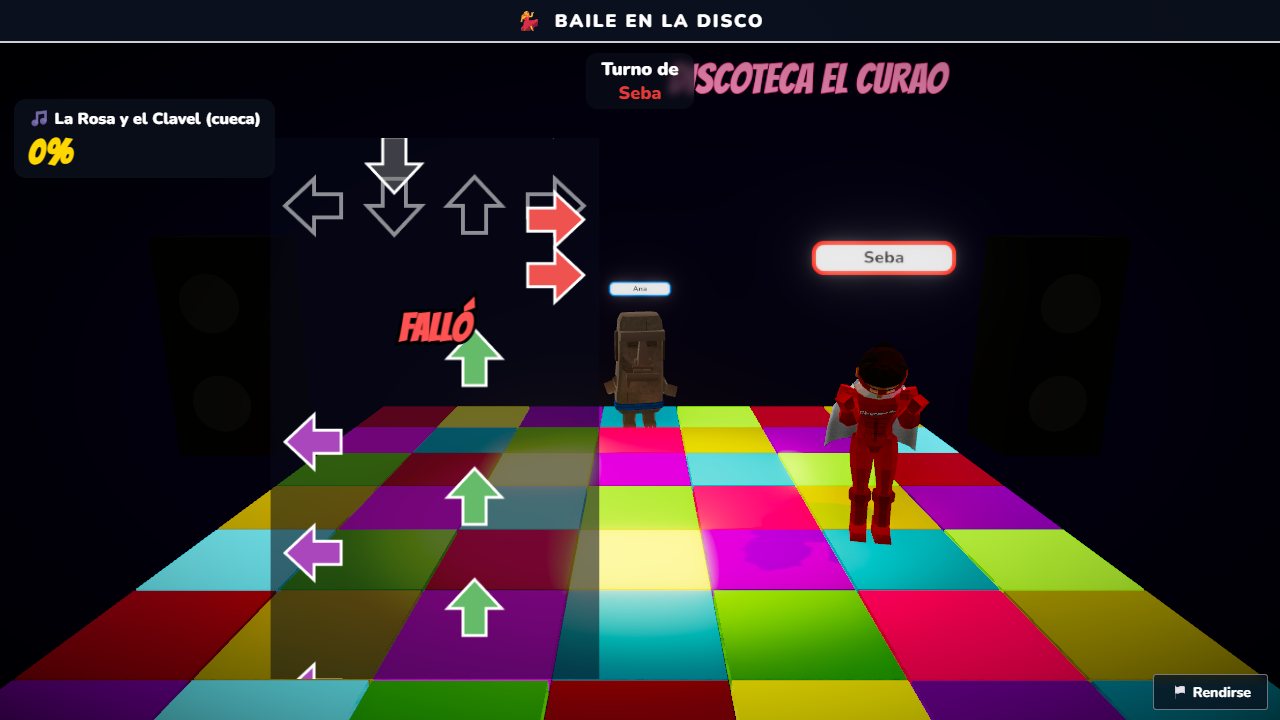 BAILE EN LA DISCO
Turno de
Seba
ISCOTECA EL CURAO
La Rosa y el Clavel (cueca)
0%
Seba
Ana
FALLÓ
Rendirse